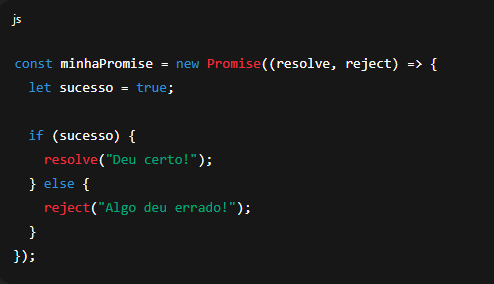 js
const minhaPromise = new Promise((resolve, reject) => {
  let sucesso = true;
  if (sucesso) {
    resolve("Deu certo!");
  } else {
    reject("Algo deu errado!");
  }
});